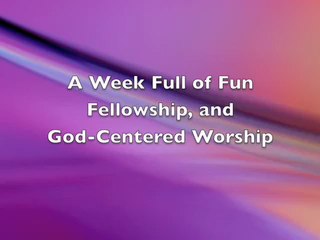 A Week Full of Fun
Fellowship, and
God-Centered Worship